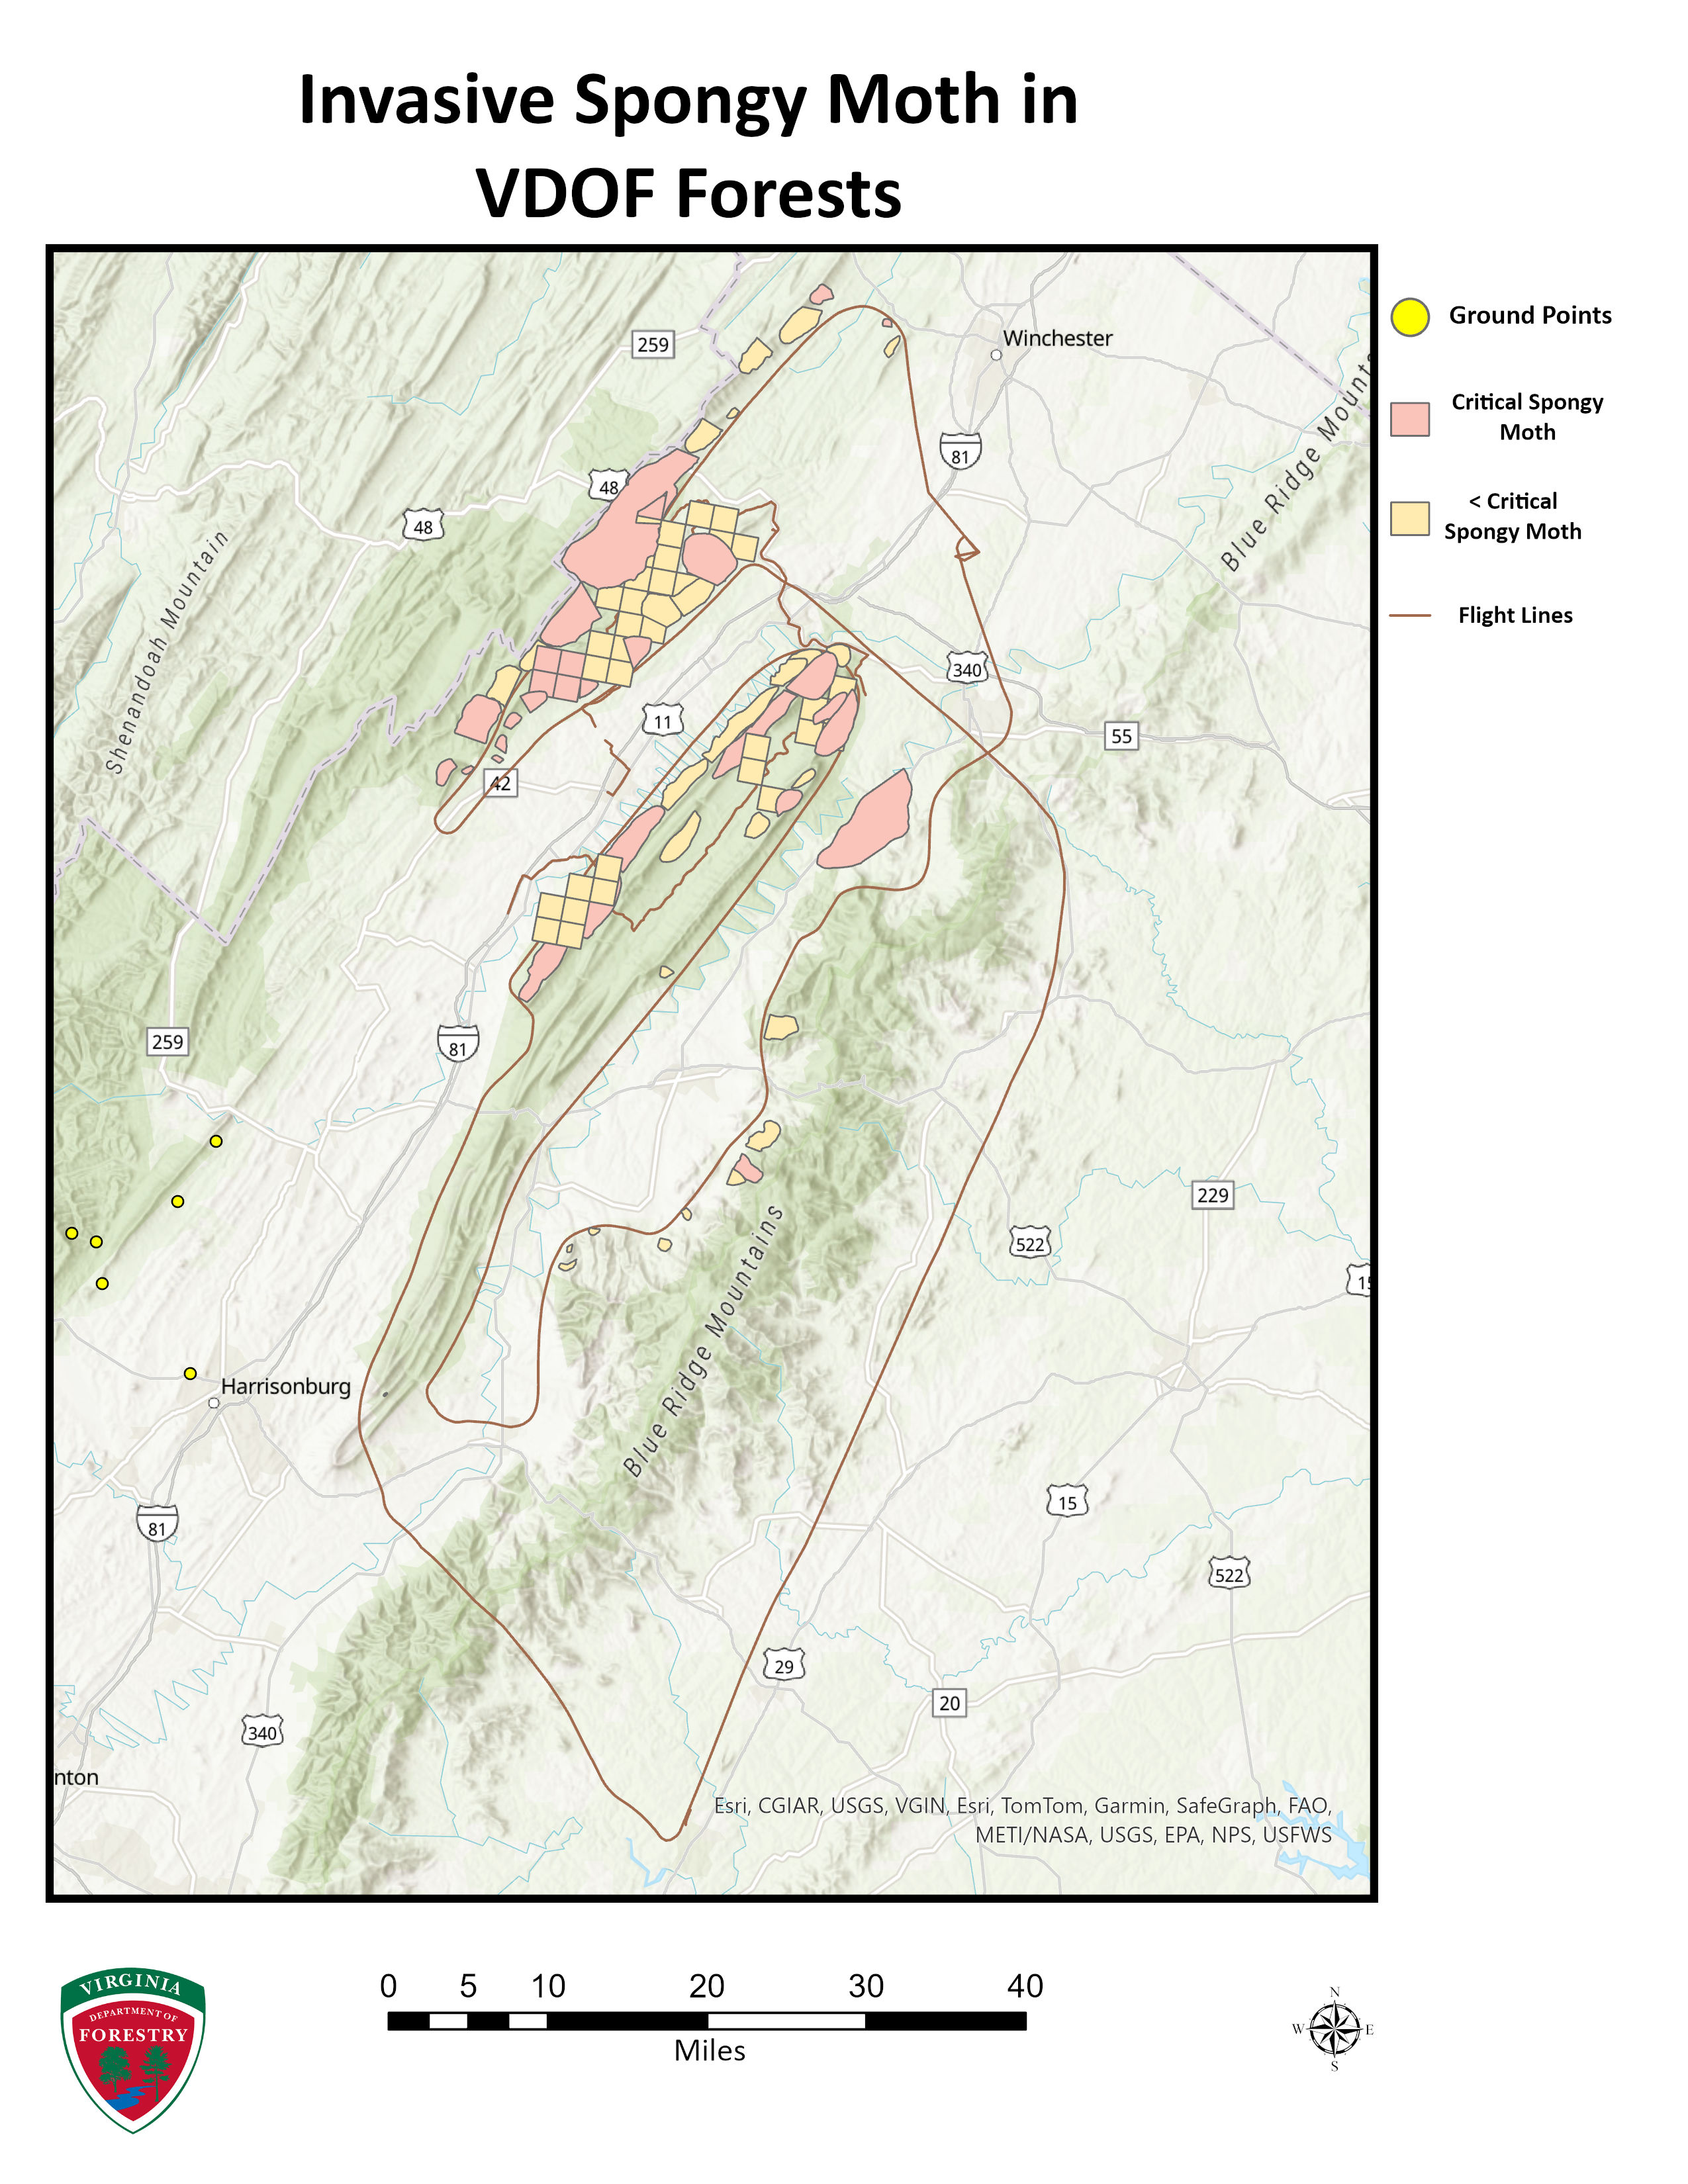 Invasive Spongy Moth in
VDOF Forests
Winchester
259
81
48
48
Blue Ridge Mounta
Shenandoah Mountain
340
11
55
42
259
81
229
522
15
Harrisonburg
Blue Ridge Mountains
81
15
522
29
20
340
nton
Esri, CGIAR, USGS, VGIN, Esri, TomTom, Garmin, SafeGraph, FAO,
METI/NASA, USGS, EPA, NPS, USFWS
Ground Points
Critical Spongy
Moth
< Critical
Spongy Moth
Flight Lines
0 5 10 20 30 40
Miles
VIRGINIA
DEPARTMENT OF
FORESTRY
N
W E
S